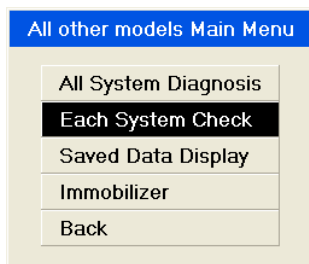 All other models Main Menu
All System Diagnosis
Each System Check
Saved Data Display
Immobilizer
Back